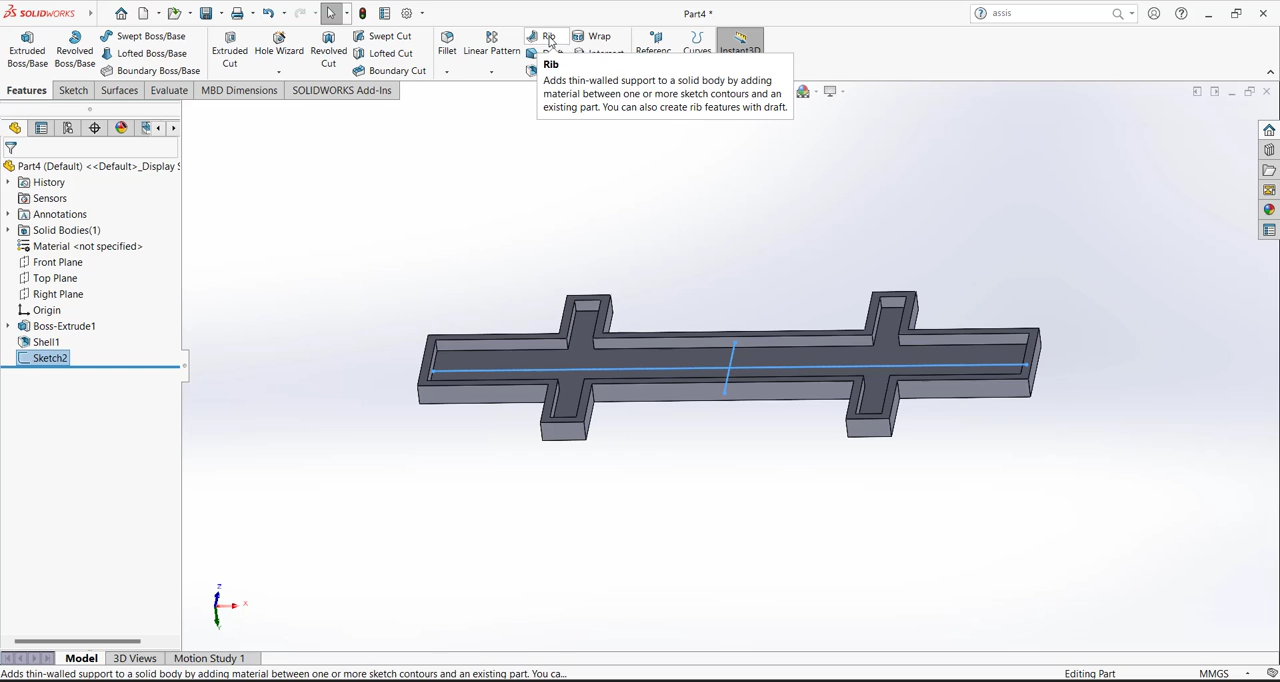 SOLIDWORKS
Part4 *
assis
Extruded Boss/Base
Revolved Boss/Base
Swept Boss/Base
Lofted Boss/Base
Boundary Boss/Base
Extruded Cut
Hole Wizard
Revolved Cut
Swept Cut
Lofted Cut
Boundary Cut
Fillet
Linear Pattern
Rib
Wrap
Referenc
Curves
Instant3D
Features
Sketch
Surfaces
Evaluate
MBD Dimensions
SOLIDWORKS Add-Ins
Rib
Adds thin-walled support to a solid body by adding
material between one or more sketch contours and an
existing part. You can also create rib features with draft.
Part4 (Default) <<Default>_Display S
History
Sensors
Annotations
Solid Bodies(1)
Material <not specified>
Front Plane
Top Plane
Right Plane
Origin
Boss-Extrude1
Shell1
Sketch2
Z
X
Y
Model
3D Views
Motion Study 1
Adds thin-walled support to a solid body by adding material between one or more sketch contours and an existing part. You ca...
Editing Part
MMGS